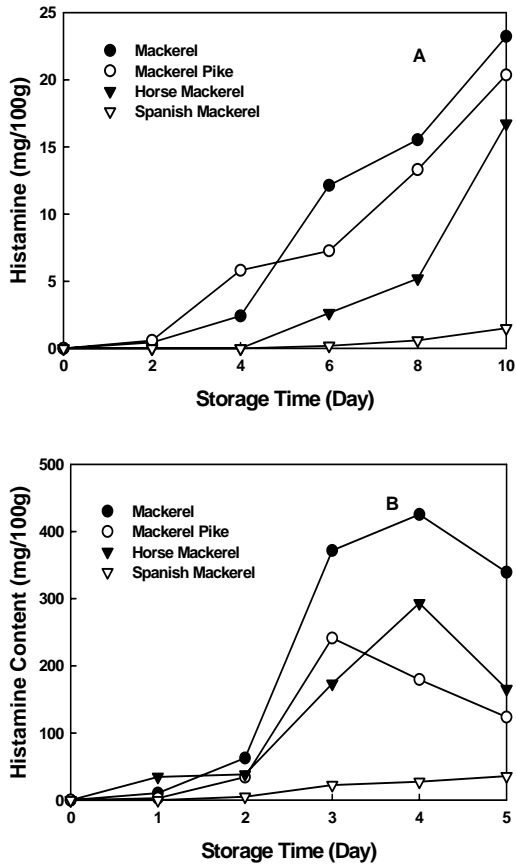 25
20
15
10
5
0
Histamine (mg/100g)
Mackerel
Mackerel Pike
Horse Mackerel
Spanish Mackerel
A
0 2 4 6 8 10
Storage Time (Day)
500
400
300
200
100
0
Histamine Content (mg/100g)
Mackerel
Mackerel Pike
Horse Mackerel
Spanish Mackerel
B
0 1 2 3 4 5
Storage Time (Day)